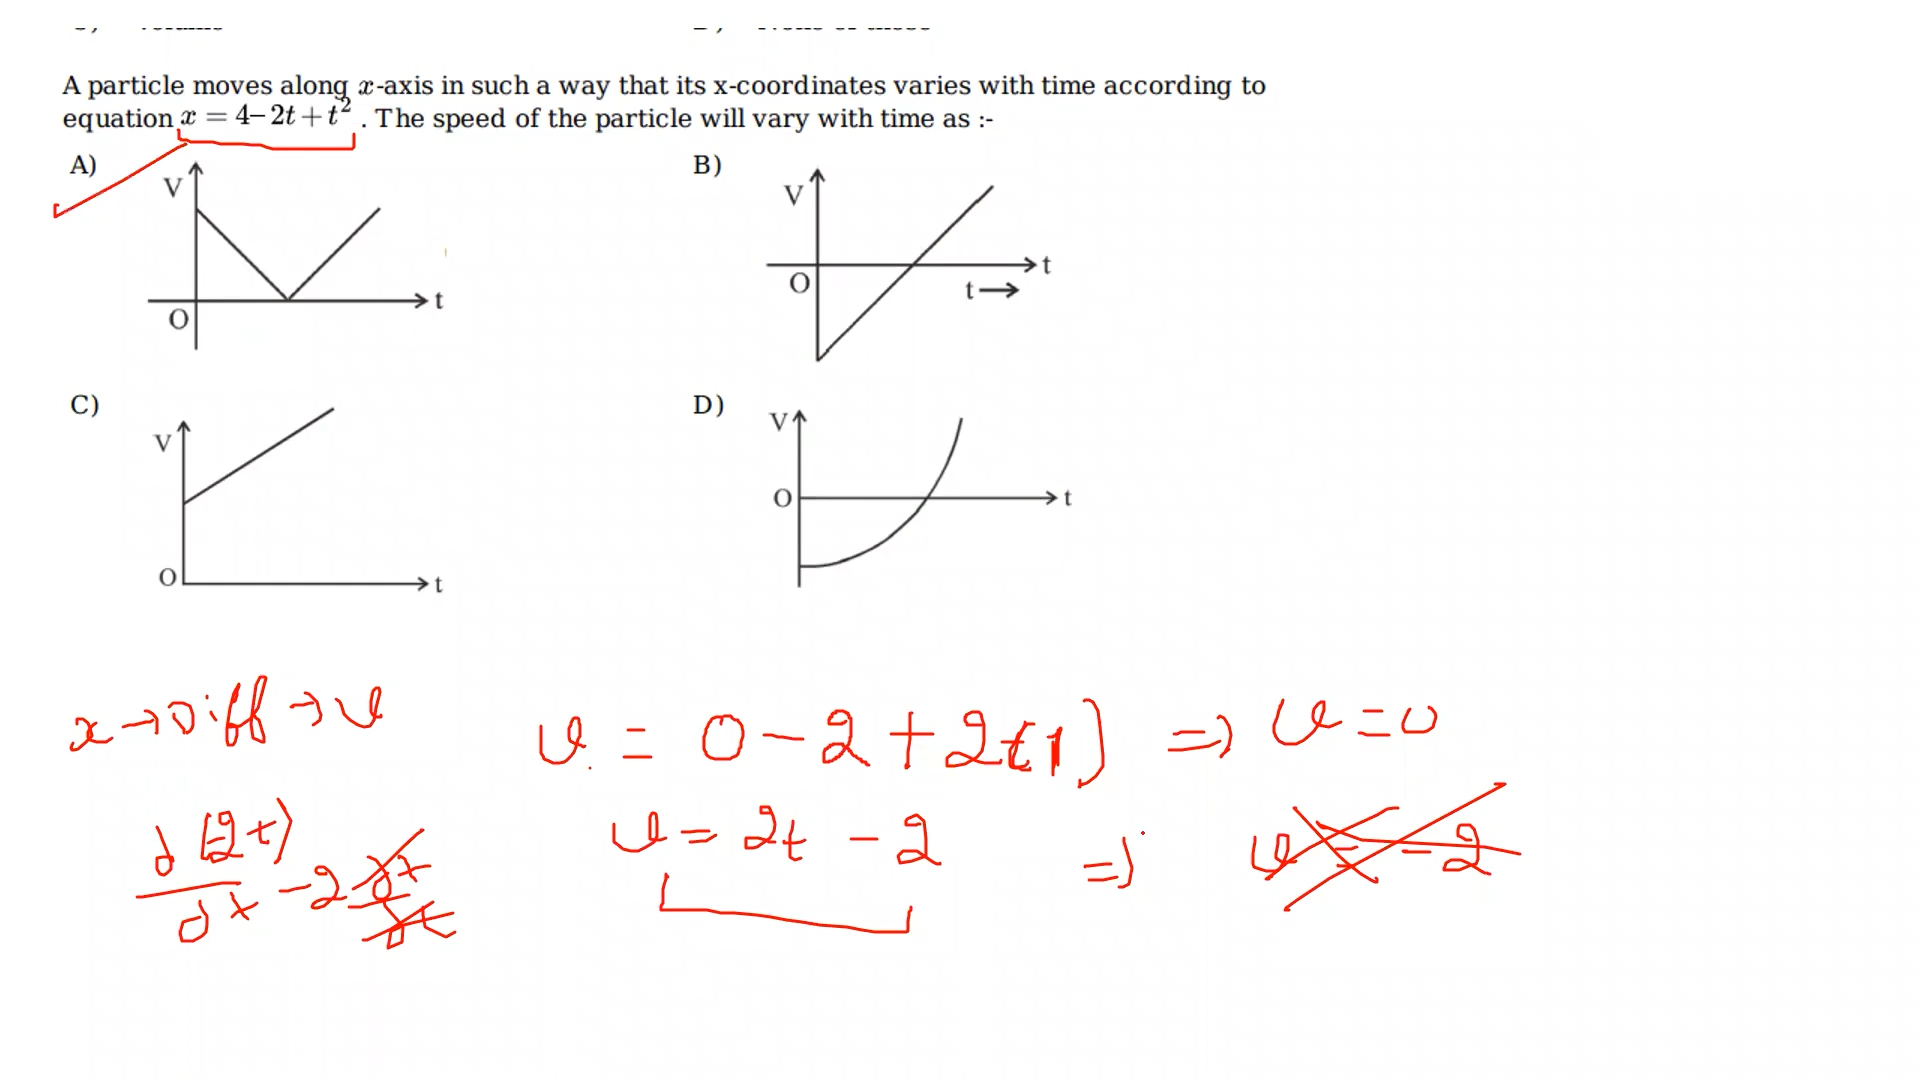 A particle moves along x-axis in such a way that its x-coordinates varies with time according to
equation x = 4–2t+t² . The speed of the particle will vary with time as :-
A)
V
O
t
B)
V
O
t
t→
C)
V
O
t
D)
V
O
t
x → Diff → v
v = 0 - 2 + 2t(1) ⇒ v = 0
d(2t)
dt
-2
v = 2t - 2 ⇒ v = -2